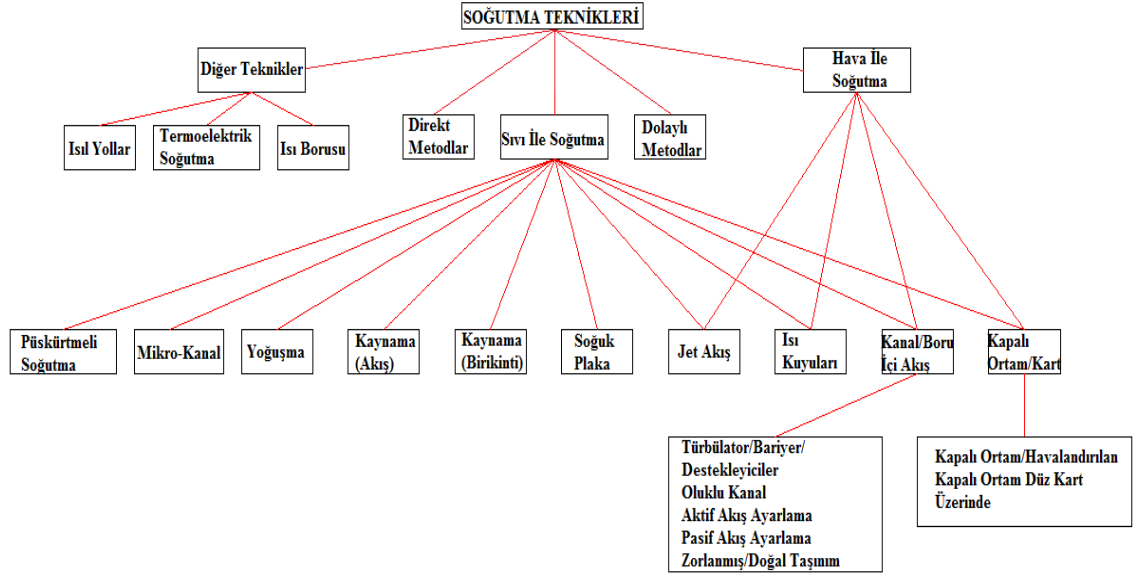 SOĞUTMA TEKNİKLERİ
Diğer Teknikler
Hava İle
Soğutma
Isıl Yollar
Termoelektrik
Soğutma
Isı Borusu
Direkt
Metodlar
Sıvı İle Soğutma
Dolaylı
Metodlar
Püskürtmeli
Soğutma
Mikro-Kanal
Yoğuşma
Kaynama
(Akış)
Kaynama
(Birikinti)
Soğuk
Plaka
Jet Akış
Isı
Kuyuları
Kanal/Boru
İçi Akış
Kapalı
Ortam/Kart
Türbülator/Bariyer/
Destekleyiciler
Oluklu Kanal
Aktif Akış Ayarlama
Pasif Akış Ayarlama
Zorlanmış/Doğal Taşınım
Kapalı Ortam/Havalandırılan
Kapalı Ortam Düz Kart
Üzerinde